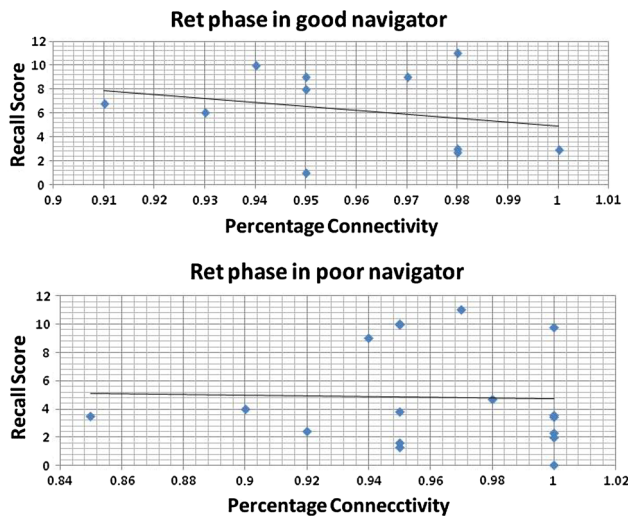 Ret phase in good navigator
12
10
8
6
4
2
0
Recall Score
0.9 0.91 0.92 0.93 0.94 0.95 0.96 0.97 0.98 0.99 1 1.01
Percentage Connectivity
Ret phase in poor navigator
12
10
8
6
4
2
0
Recall Score
0.84 0.86 0.88 0.9 0.92 0.94 0.96 0.98 1 1.02
Percentage Connecctivity